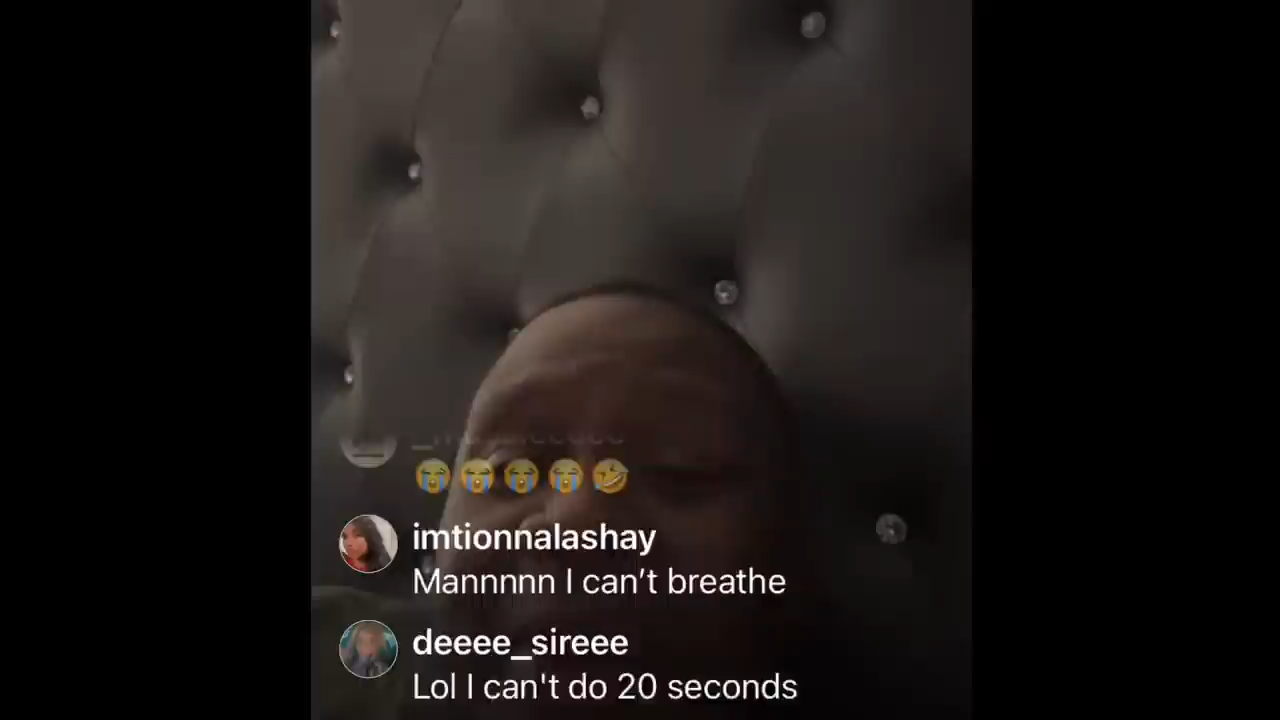 😭😭😭😭🤣
imtionnalashay
Mannnnn I can’t breathe
deeee_sireee
Lol I can't do 20 seconds